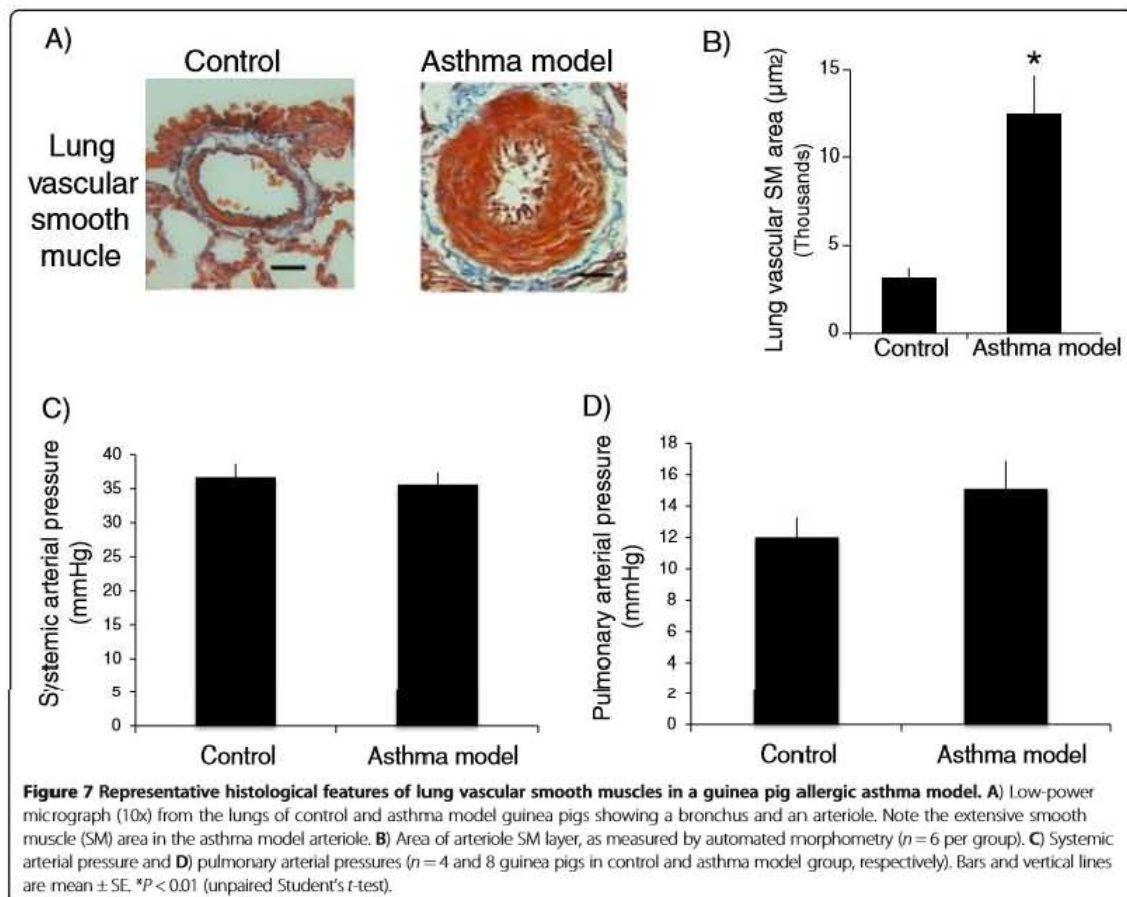 A)
Control
Asthma model
Lung
vascular
smooth
mucle
B)
Lung vascular SM area (µm2)
(Thousands)
15
10
5
0
*
Control
Asthma model
C)
Systemic arterial pressure
(mmHg)
40
35
30
25
20
15
10
5
0
Control
Asthma model
D)
Pulmonary arterial pressure
(mmHg)
18
16
14
12
10
8
6
4
2
0
Control
Asthma model
Figure 7 Representative histological features of lung vascular smooth muscles in a guinea pig allergic asthma model. A) Low-power
micrograph (10x) from the lungs of control and asthma model guinea pigs showing a bronchus and an arteriole. Note the extensive smooth
muscle (SM) area in the asthma model arteriole. B) Area of arteriole SM layer, as measured by automated morphometry (n = 6 per group). C) Systemic
arterial pressure and D) pulmonary arterial pressures (n = 4 and 8 guinea pigs in control and asthma model group, respectively). Bars and vertical lines
are mean ± SE. *P < 0.01 (unpaired Student's t-test).